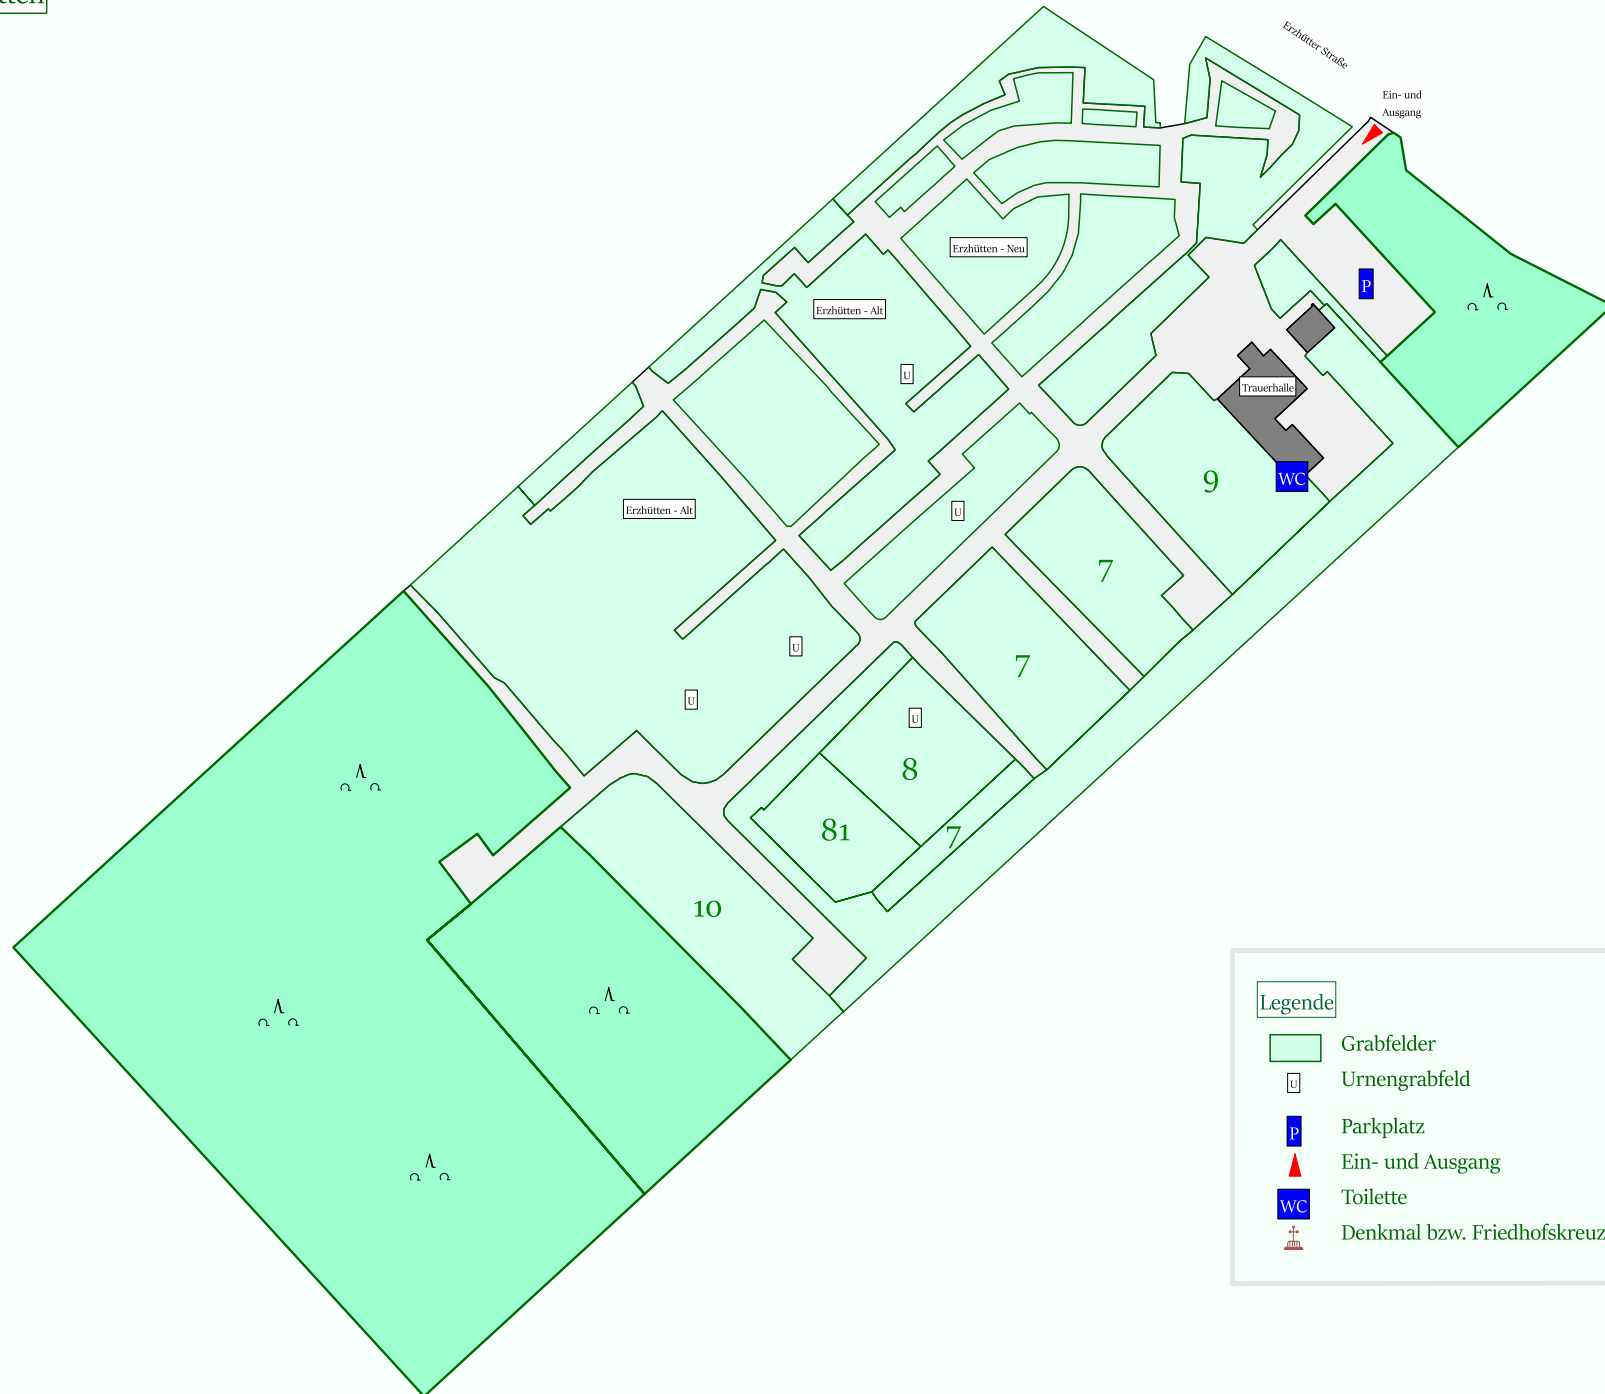 Erzhütter Straße
Ein- und
Ausgang
Erzhütten - Neu
P
Erzhütten - Alt
U
Trauerhalle
9
WC
Erzhütten - Alt
U
7
U
7
U
U
8
81
7
10
Legende
Grabfelder
U Urnengrabfeld
P Parkplatz
Ein- und Ausgang
WC Toilette
Denkmal bzw. Friedhofskreuz